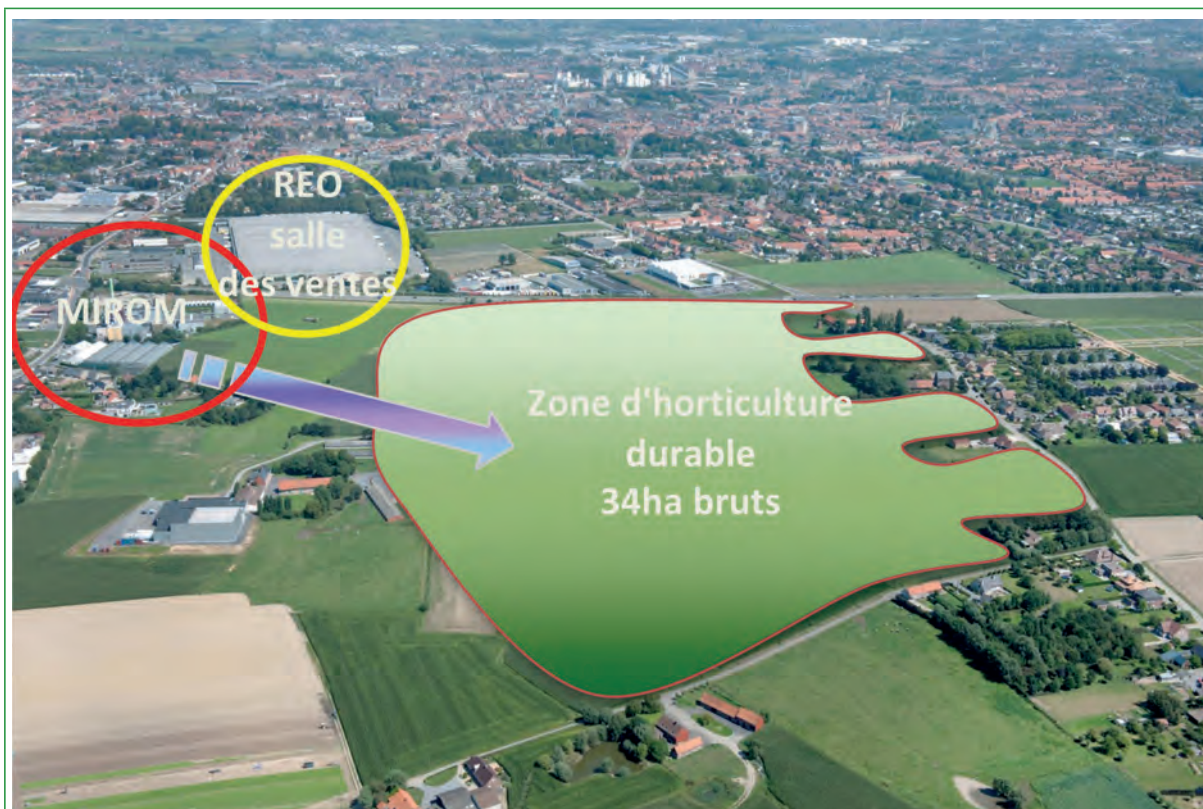 REO
salle
des ventes
MIROM
Zone d'horticulture
durable
34ha bruts